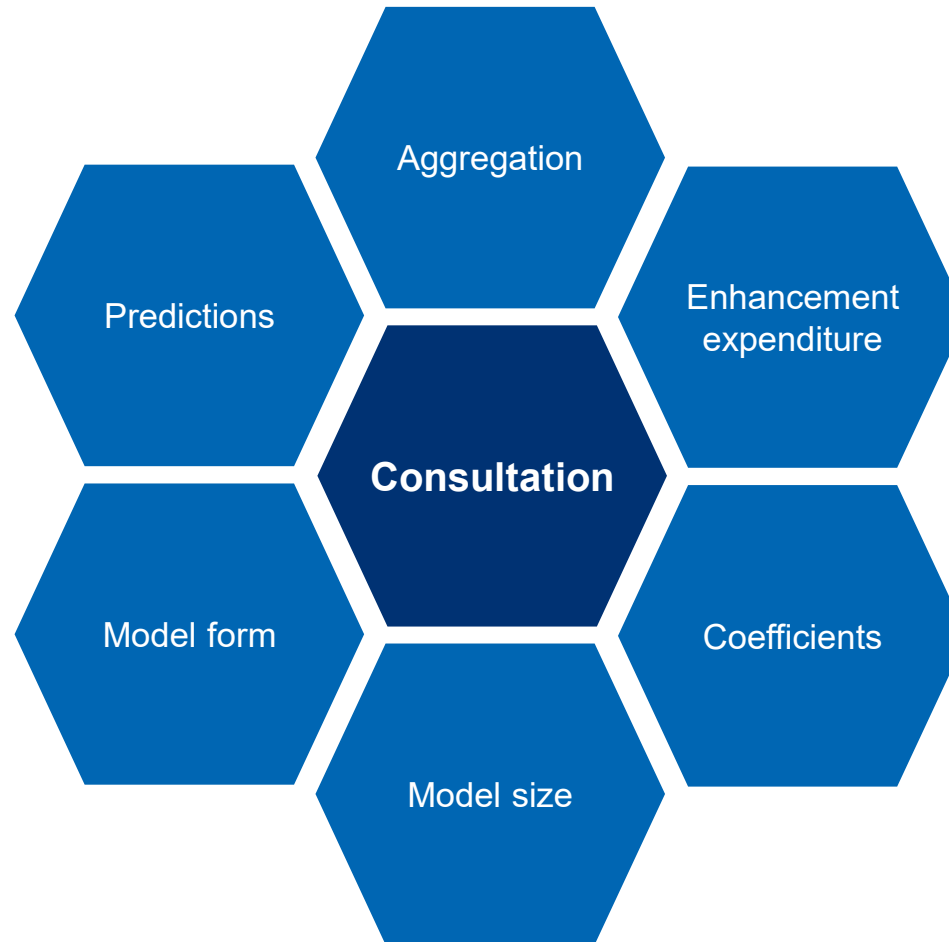 Aggregation
Predictions
Enhancement
expenditure
Consultation
Model form
Coefficients
Model size